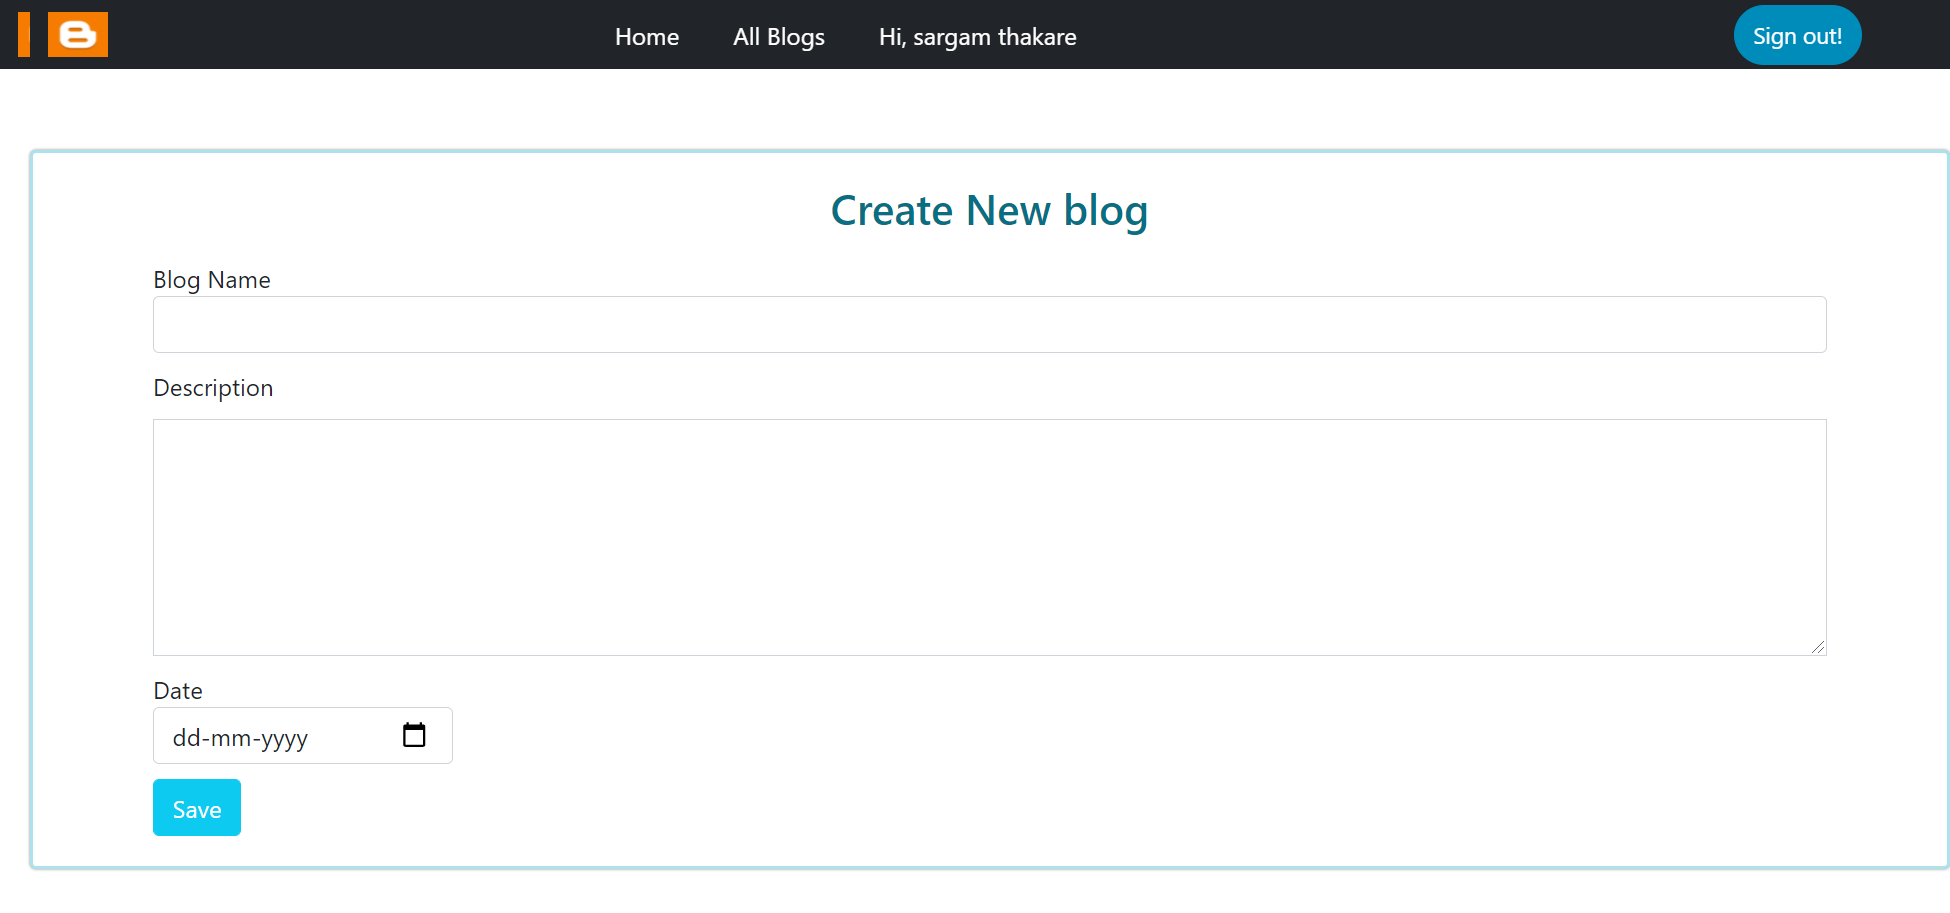 Home All Blogs Hi, sargam thakare Sign out!
Create New blog
Blog Name
Description
Date
dd-mm-yyyy
Save